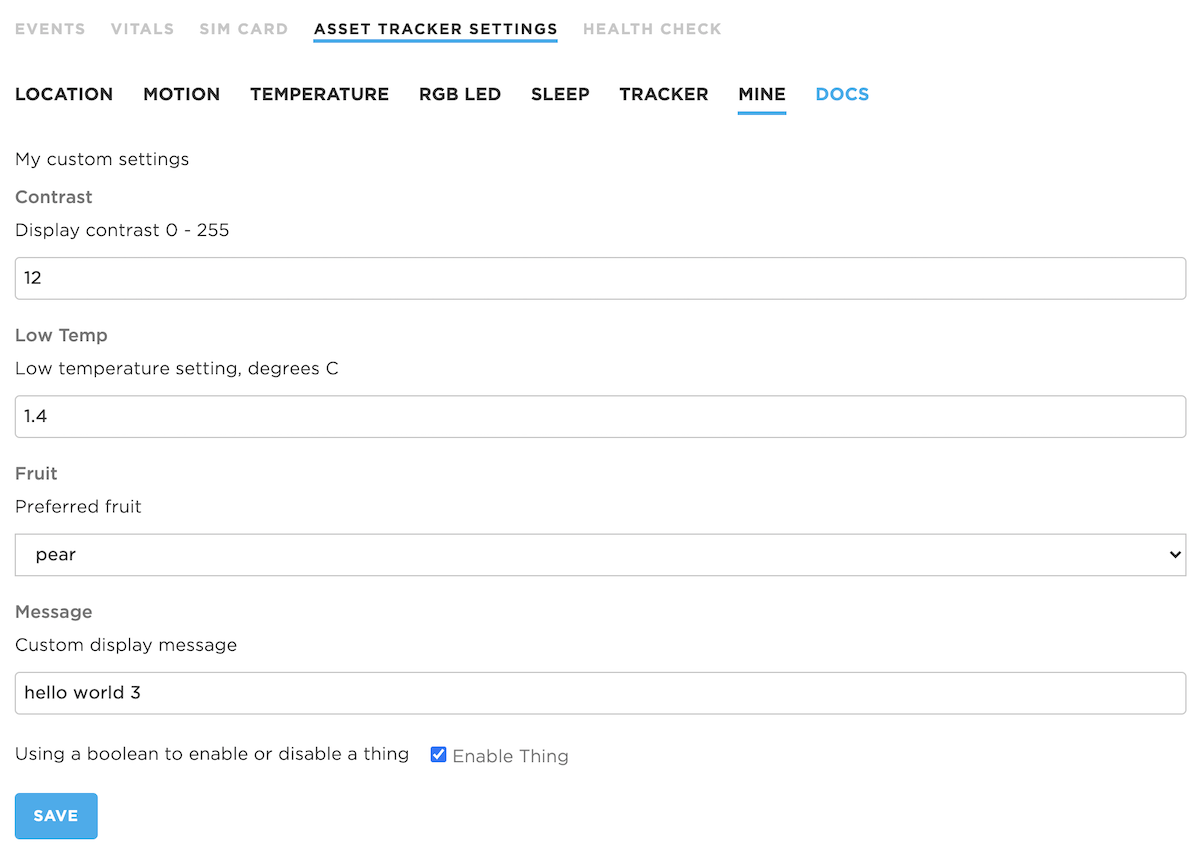 EVENTS VITALS SIM CARD ASSET TRACKER SETTINGS HEALTH CHECK
LOCATION MOTION TEMPERATURE RGB LED SLEEP TRACKER MINE DOCS
My custom settings
Contrast
Display contrast 0 - 255
12
Low Temp
Low temperature setting, degrees C
1.4
Fruit
Preferred fruit
pear
Message
Custom display message
hello world 3
Using a boolean to enable or disable a thing Enable Thing
SAVE